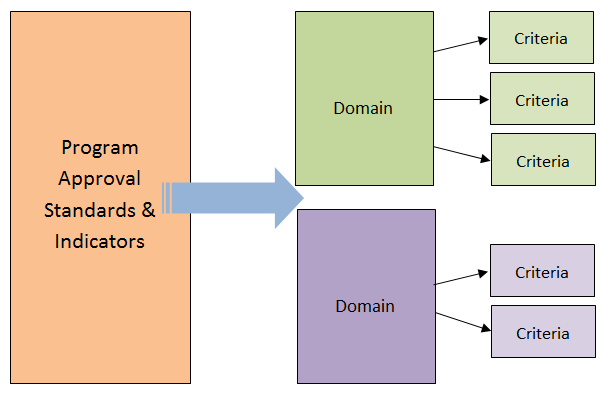 Program
Approval
Standards &
Indicators
Domain
Criteria
Criteria
Criteria
Domain
Criteria
Criteria